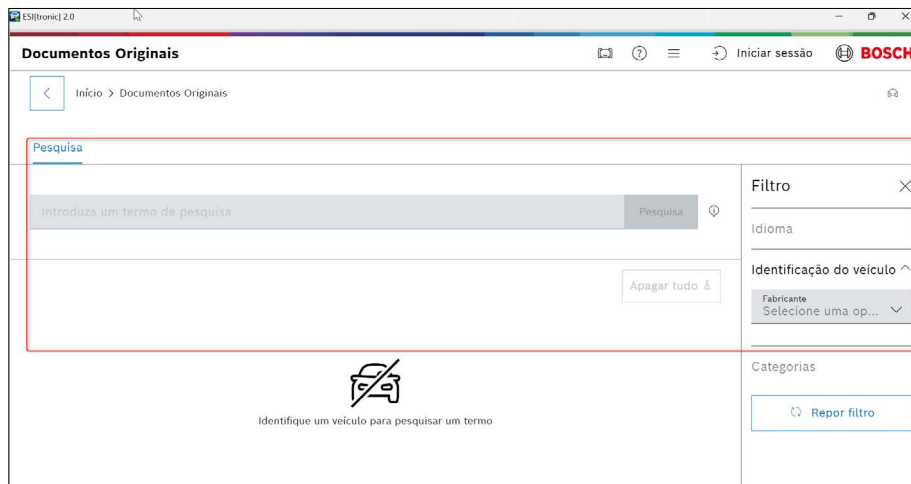 ESI[tronic] 2.0
Documentos Originais
Iniciar sessão
BOSCH
Início > Documentos Originais
Pesquisa
Introduza um termo de pesquisa
Pesquisa
Apagar tudo
Identifique um veículo para pesquisar um termo
Filtro
Idioma
Identificação do veículo
Fabricante
Selecione uma op...
Categorias
Repor filtro